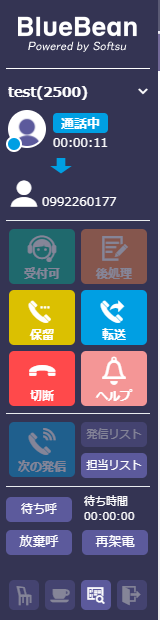 BlueBean
Powered by Softsu
test(2500)
通話中
00:00:11
0992260177
受付可
後処理
保留
転送
切断
ヘルプ
次の発信
発信リスト
担当リスト
待ち呼
待ち時間
00:00:00
放棄呼
再架電